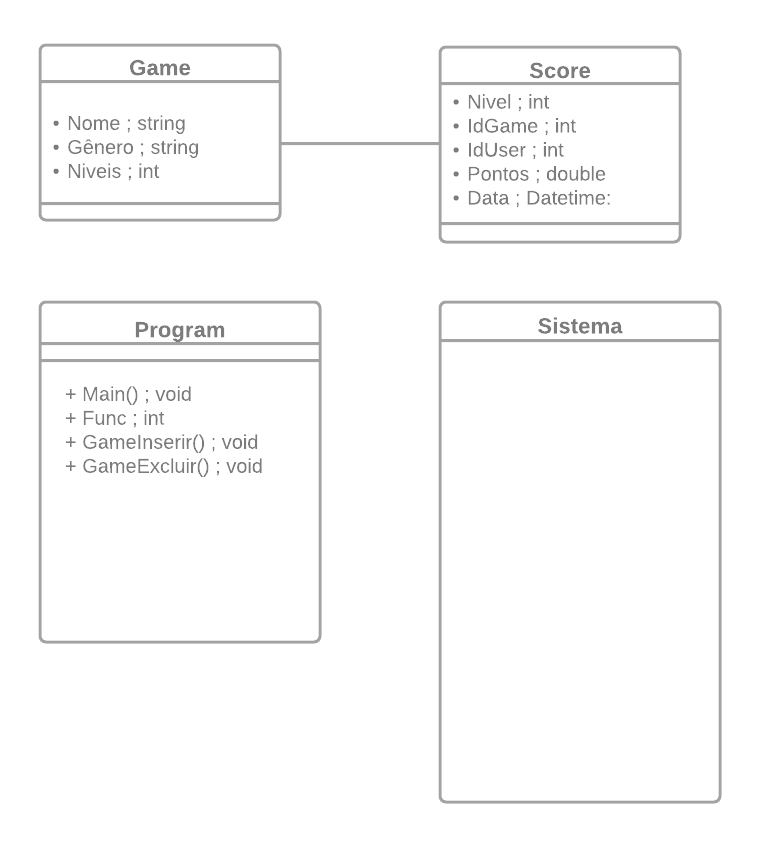 Game
• Nome ; string
• Gênero ; string
• Niveis ; int
Score
• Nivel ; int
• IdGame ; int
• IdUser ; int
• Pontos ; double
• Data ; Datetime:
Program
+ Main() ; void
+ Func ; int
+ GameInserir() ; void
+ GameExcluir() ; void
Sistema